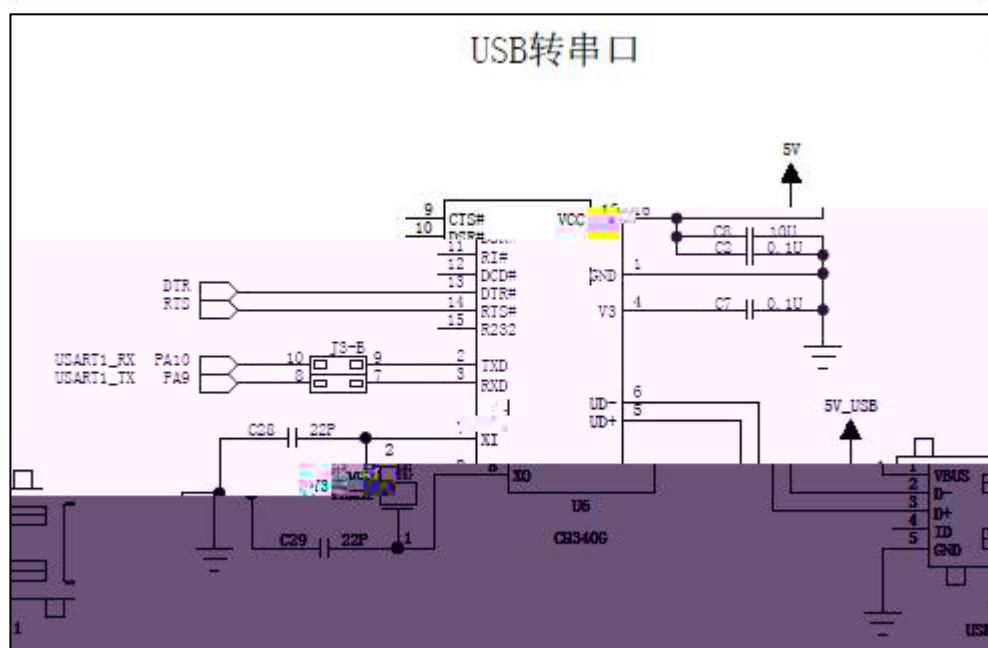 USB转串口
5V
9 CTS# VCC 16
10 DSR#
C8 10U
11 RI#
C2 0.1U
12 DCD# GND 1
DTR 13 DTR#
RTS 14 RTS# V3 4 C7 0.1U
15 R232
J3-B
USART1_RX PA10 10 9 2 TXD
USART1_TX PA9 8 7 3 RXD
UD- 6
UD+ 5
5V_USB
C28 22P XI
2
8 XO
1 VBUS
2 D-
3 D+
4 ID
5 GND
U6
C29 22P 1
CH340G
1